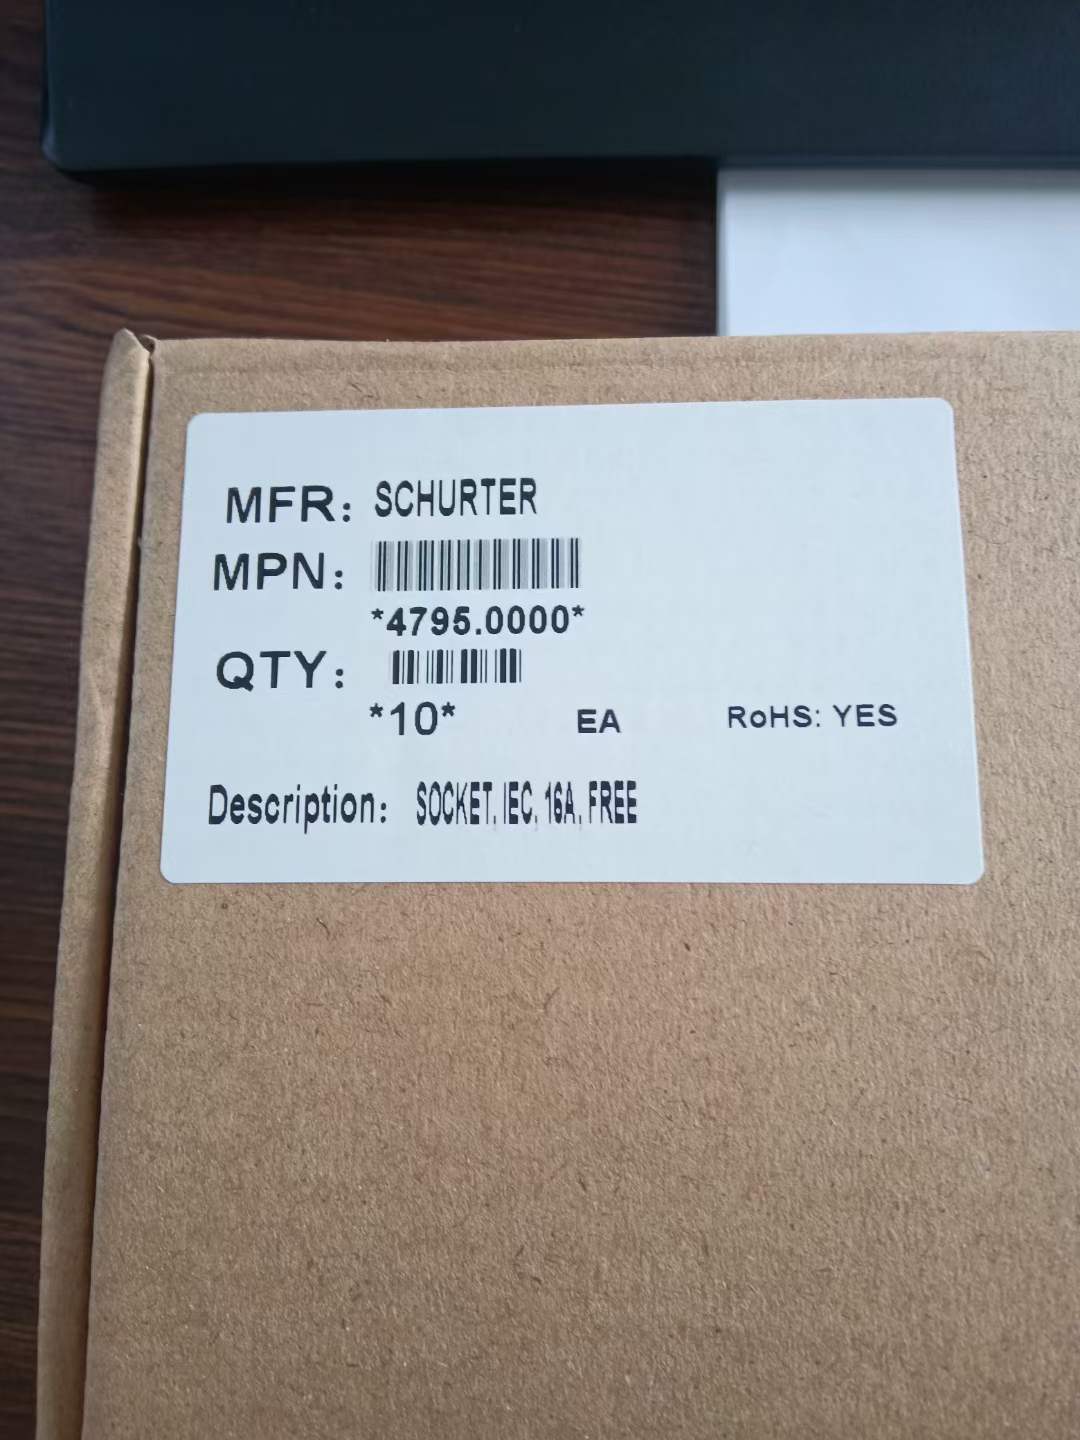 MFR: SCHURTER
MPN:
*4795.0000*
QTY:
*10* EA RoHS: YES
Description: SOCKET, IEC, 16A, FREE